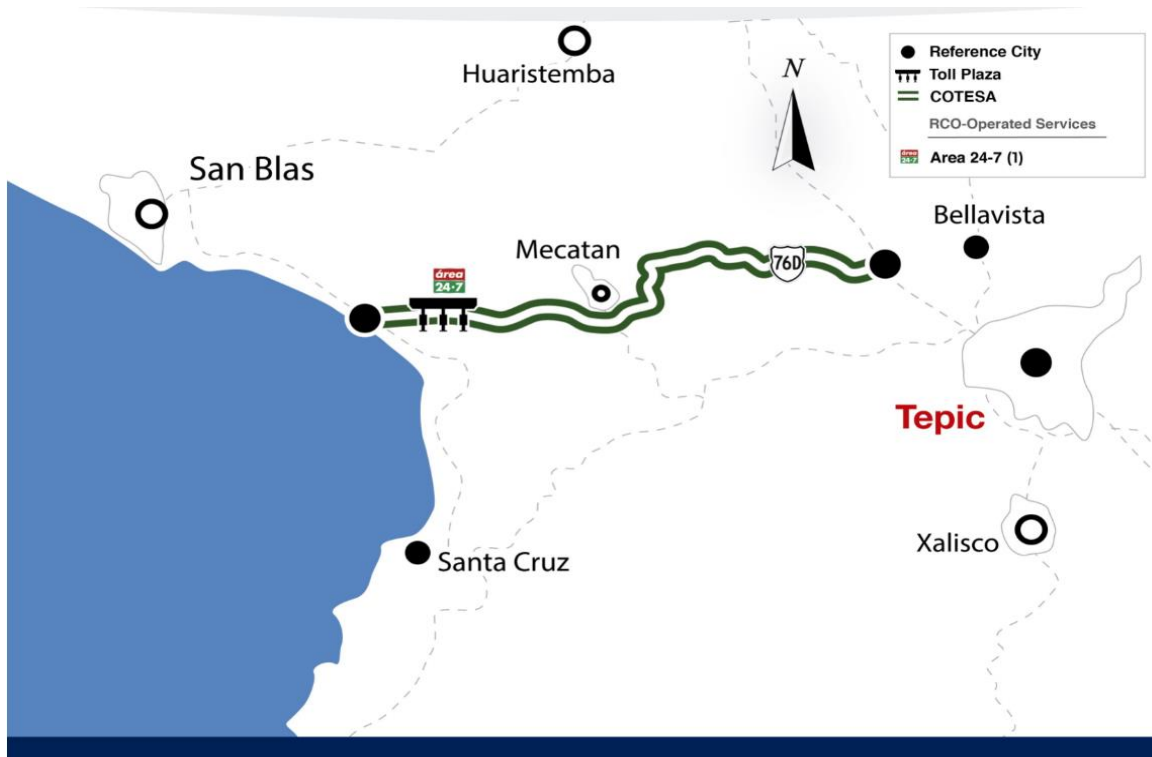 Huaristemba
N
Reference City
Toll Plaza
COTESA
RCO-Operated Services
área
24·7
Area 24-7 (1)
San Blas
Bellavista
Mecatan
76D
área
24·7
Tepic
Xalisco
Santa Cruz